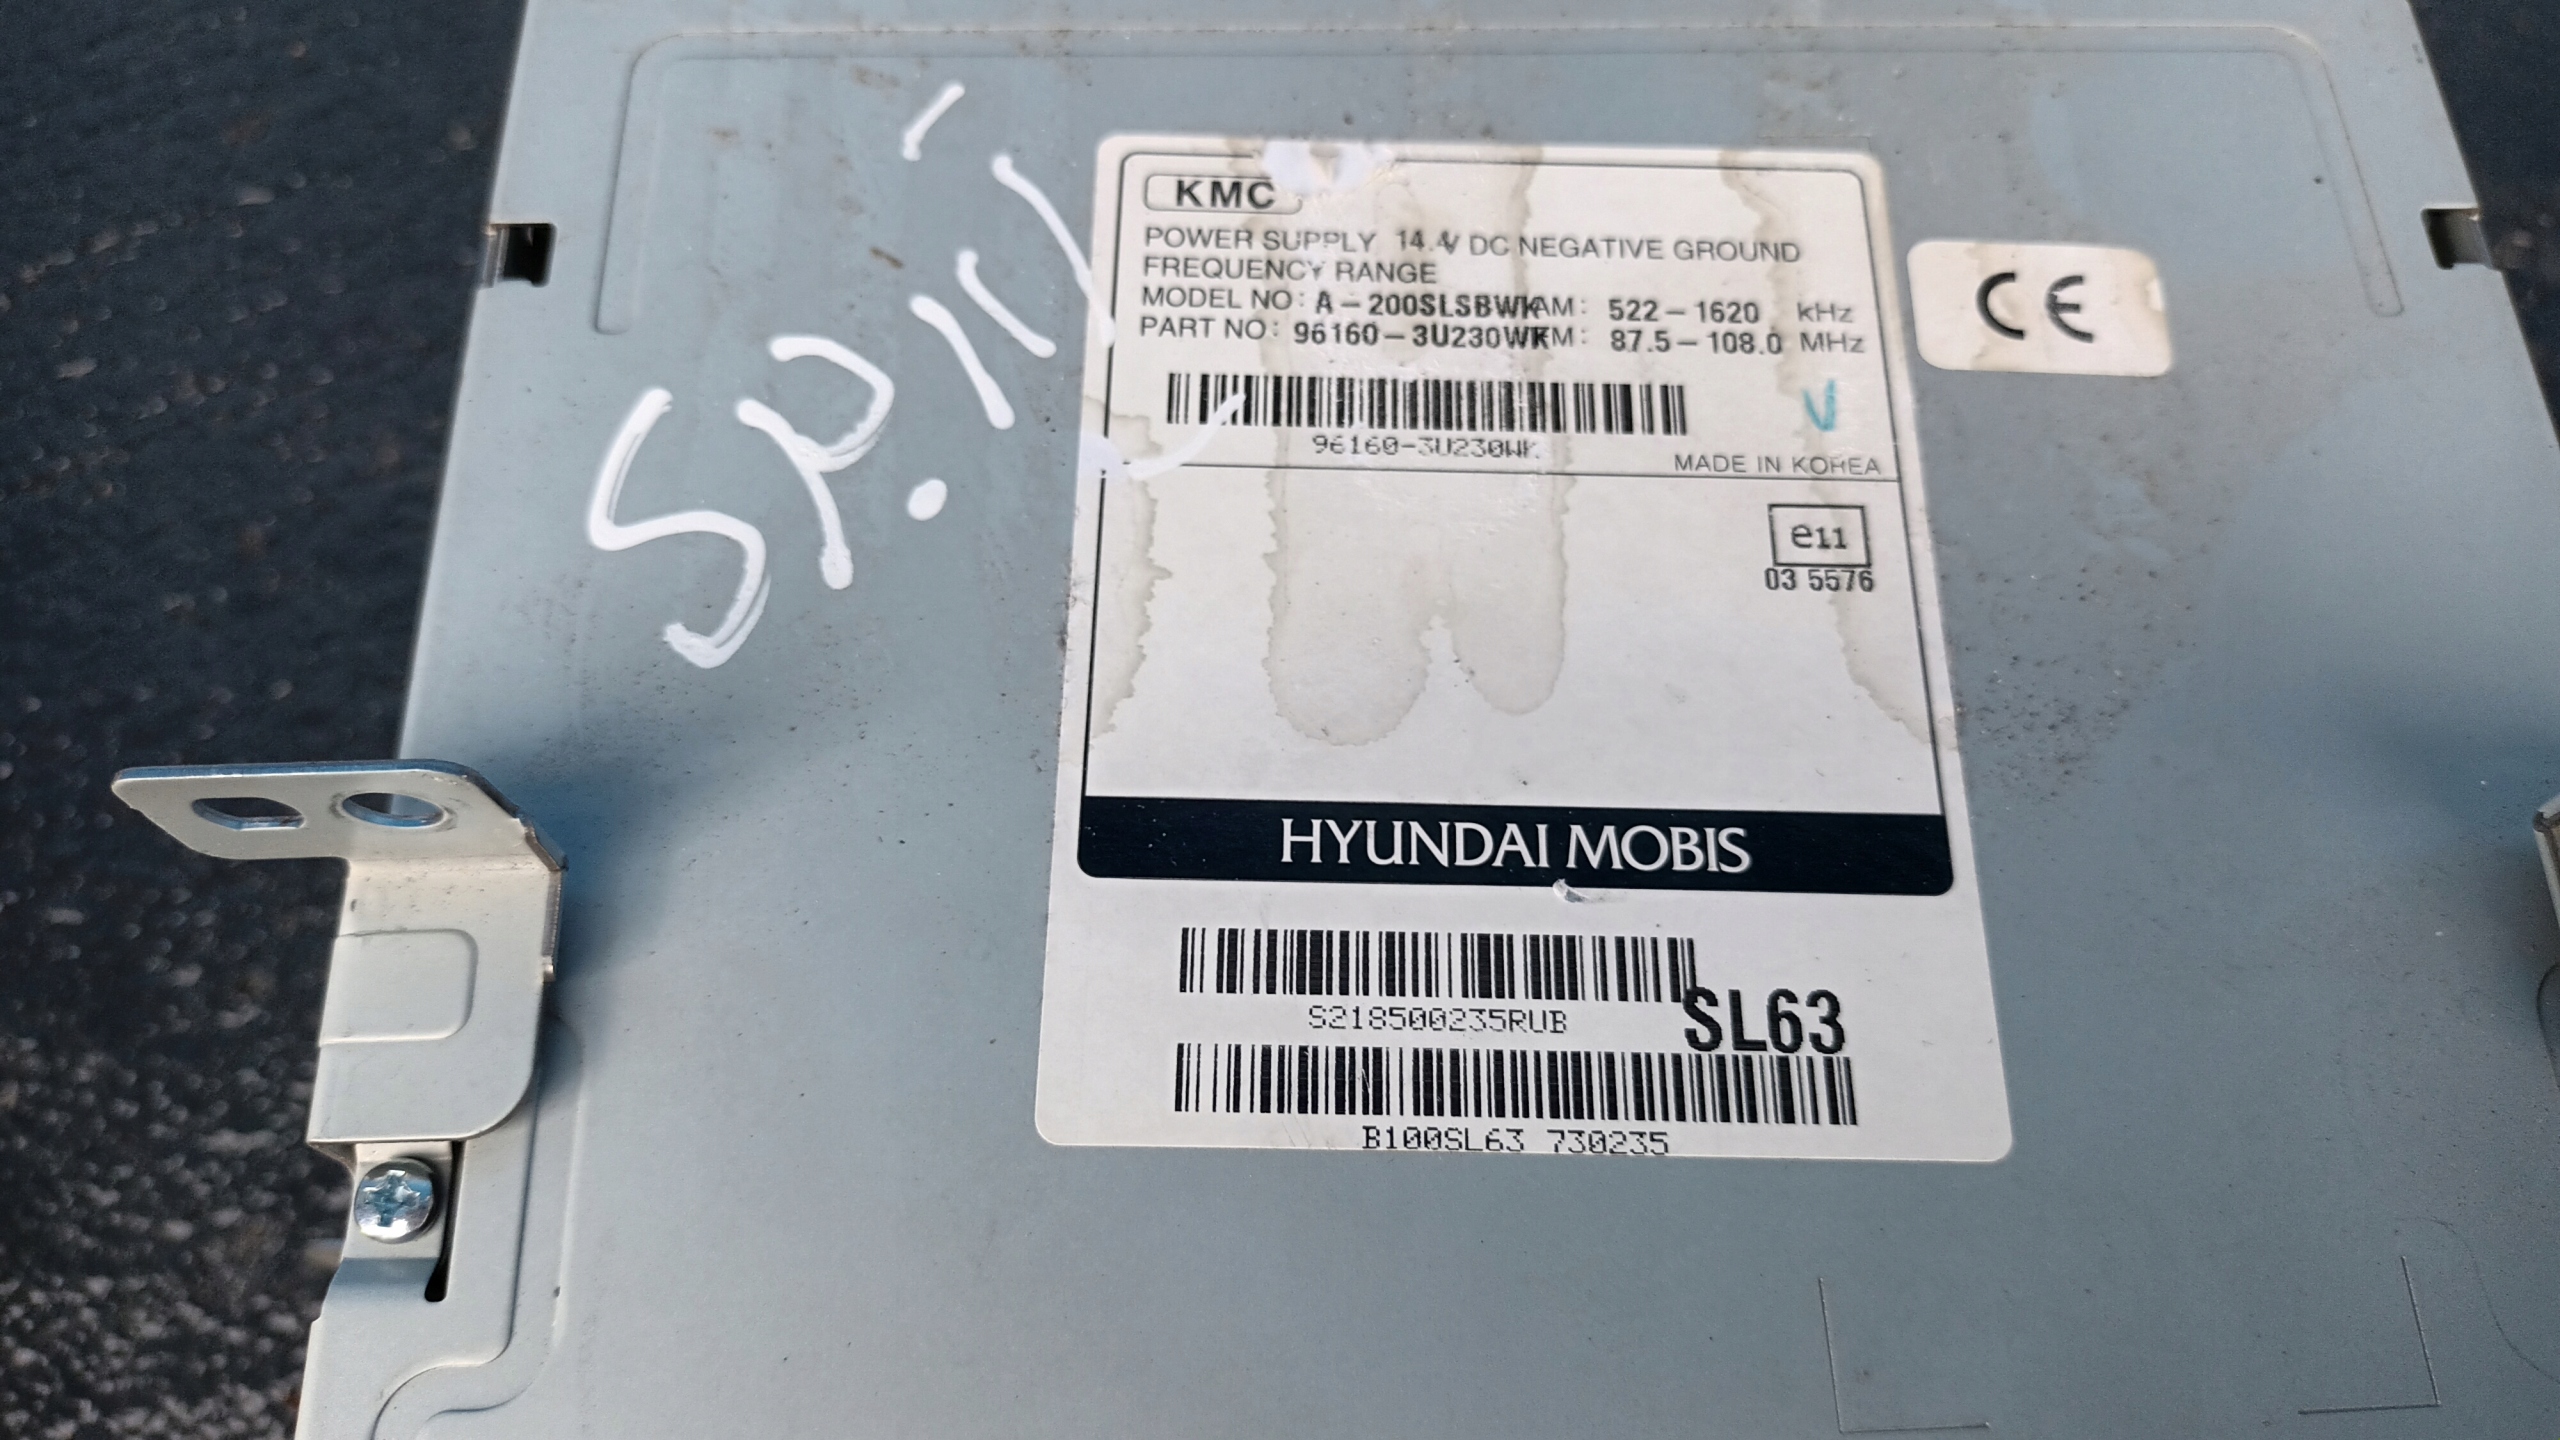 KMC
POWER SUPPLY 14.4V DC NEGATIVE GROUND
FREQUENCY RANGE
MODEL NO: A-200SLSBWK AM: 522-1620 kHz
PART NO: 96160-3U230WK FM: 87.5-108.0 MHz
96160-3U230WK
V
MADE IN KOREA
CE
e11
03 5576
HYUNDAI MOBIS
S218500235RUB
SL63
B100SL63 730235